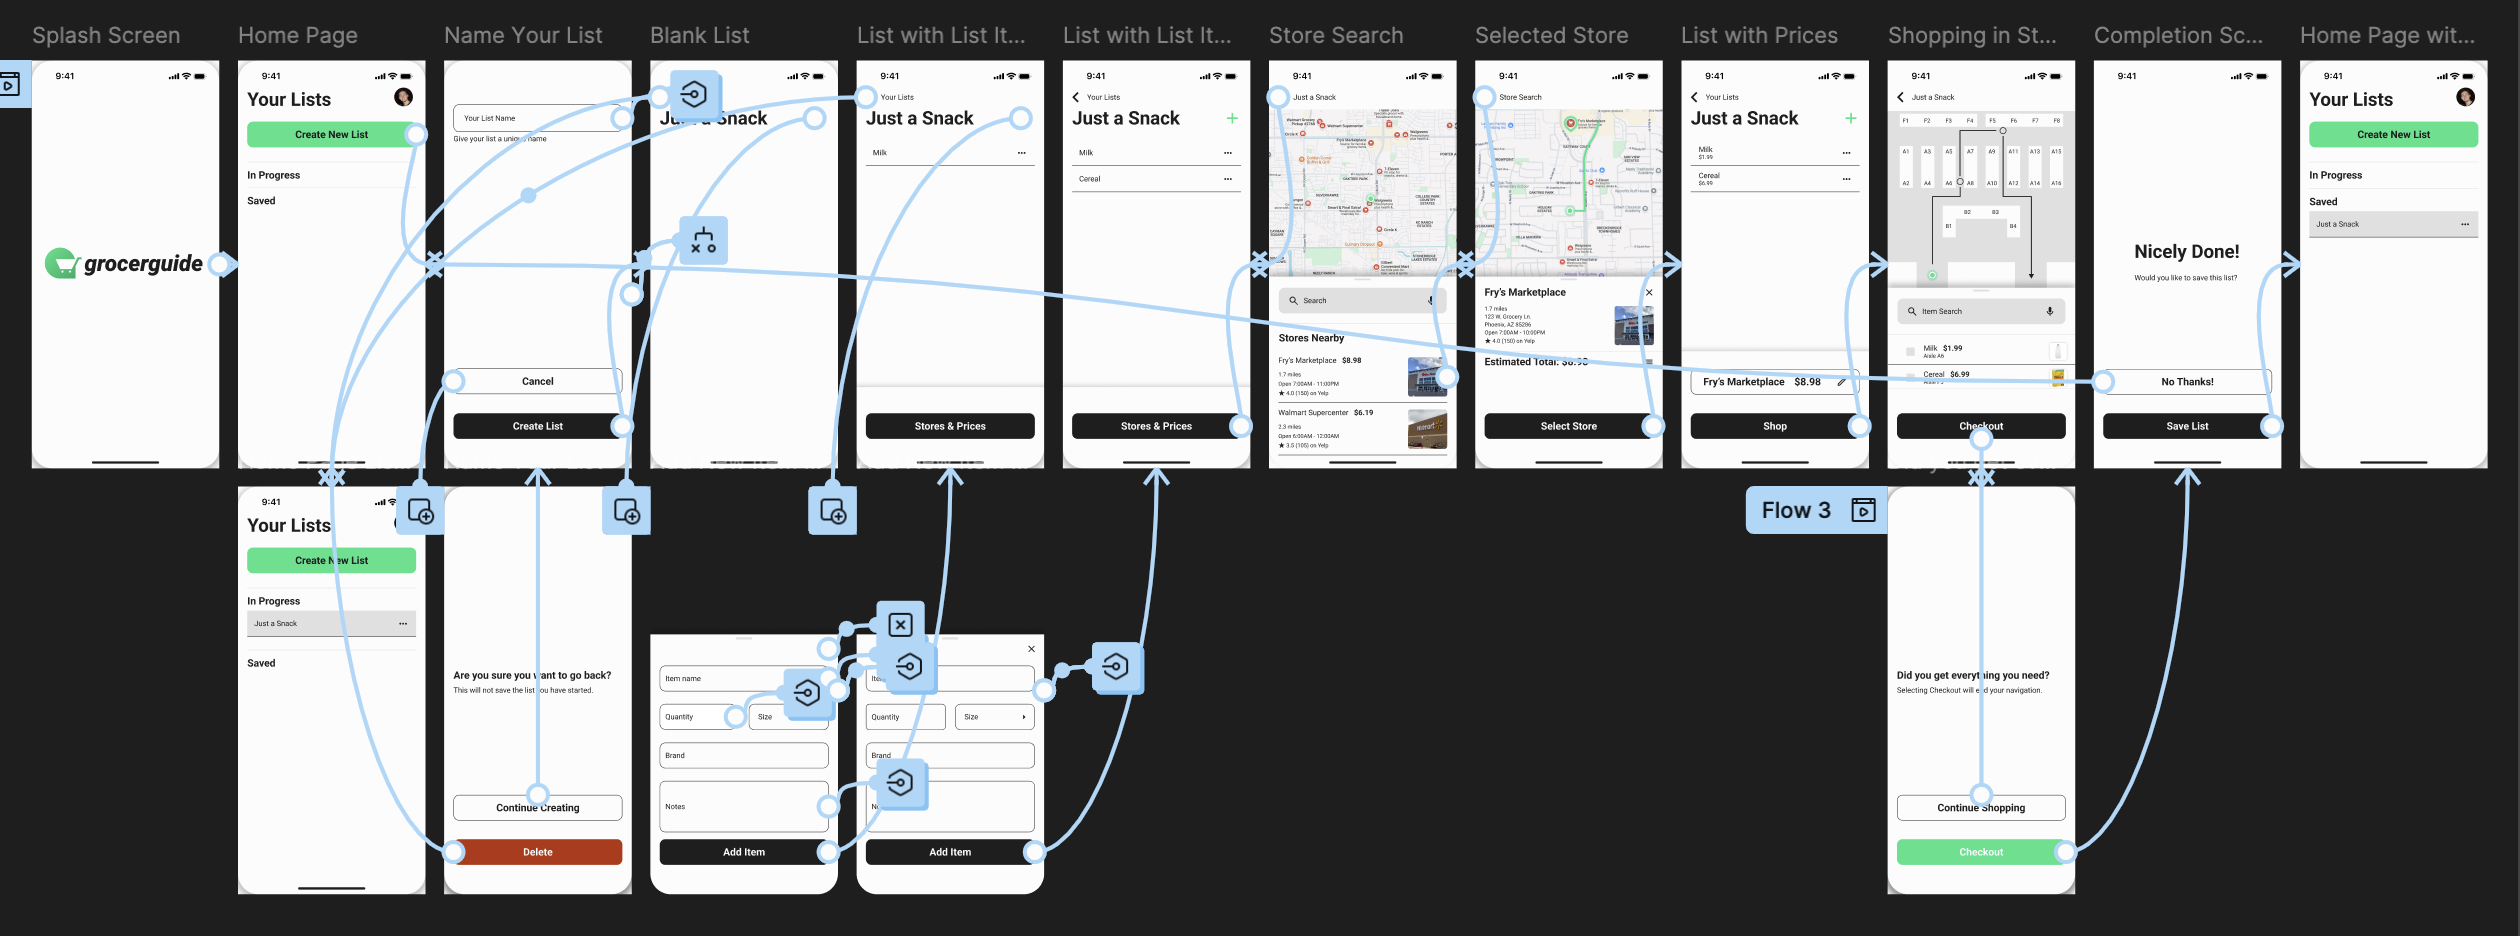 Splash Screen
Home Page
Name Your List
Blank List
List with List It...
List with List It...
Store Search
Selected Store
List with Prices
Shopping in St...
Completion Sc...
Home Page wit...
9:41
grocerguide
9:41
Your Lists
Create New List
In Progress
Saved
Your List Name
Give your list a unique name
Cancel
Create List
Just a Snack
9:41
Your Lists
Just a Snack
Milk
Stores & Prices
9:41
Your Lists
Just a Snack
Milk
Cereal
Stores & Prices
9:41
Just a Snack
Search
Stores Nearby
Fry's Marketplace $8.98
1.7 miles
Open 7:00AM - 11:00PM
★ 4.0 (150) on Yelp
Walmart Supercenter $6.19
2.3 miles
Open 6:00AM - 12:00AM
★ 3.5 (105) on Yelp
9:41
Store Search
Fry's Marketplace
1.7 miles
123 W. Grocery Ln.
Phoenix, AZ 85286
Open 7:00AM - 10:00PM
★ 4.0 (150) on Yelp
Estimated Total: $8.98
Select Store
9:41
Your Lists
Just a Snack
Milk
$1.99
Cereal
$6.99
Fry's Marketplace $8.98
Shop
9:41
Just a Snack
F1 F2 F3 F4 F5 F6 F7 F8
A1 A3 A5 A7 A9 A11 A13 A15
A2 A4 A6 A8 A10 A12 A14 A16
B2 B3
B1 B4
Item Search
Milk $1.99
Aisle A6
Cereal $6.99
Checkout
9:41
Nicely Done!
Would you like to save this list?
No Thanks!
Save List
9:41
Your Lists
Create New List
In Progress
Saved
Just a Snack
9:41
Your Lists
Create New List
In Progress
Just a Snack
Saved
Are you sure you want to go back?
This will not save the list you have started.
Continue Creating
Delete
Item name
Quantity
Size
Brand
Notes
Add Item
Quantity
Size
Brand
Add Item
Flow 3
Did you get everything you need?
Selecting Checkout will end your navigation.
Continue Shopping
Checkout